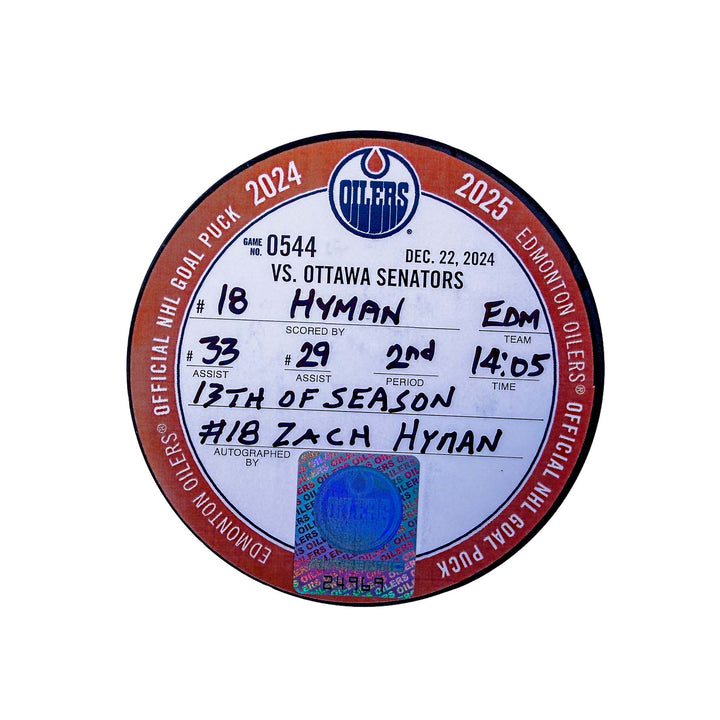 2024 2025
EDMONTON OILERS® OFFICIAL NHL GOAL PUCK
EDMONTON OILERS® OFFICIAL NHL GOAL PUCK
OILERS
GAME NO. 0544 DEC. 22, 2024
VS. OTTAWA SENATORS
# 18 HYMAN EDM
SCORED BY TEAM
# 33 # 29 2nd 14:05
ASSIST ASSIST PERIOD TIME
13TH OF SEASON
#18 ZACH HYMAN
AUTOGRAPHED BY
OILERS
24969